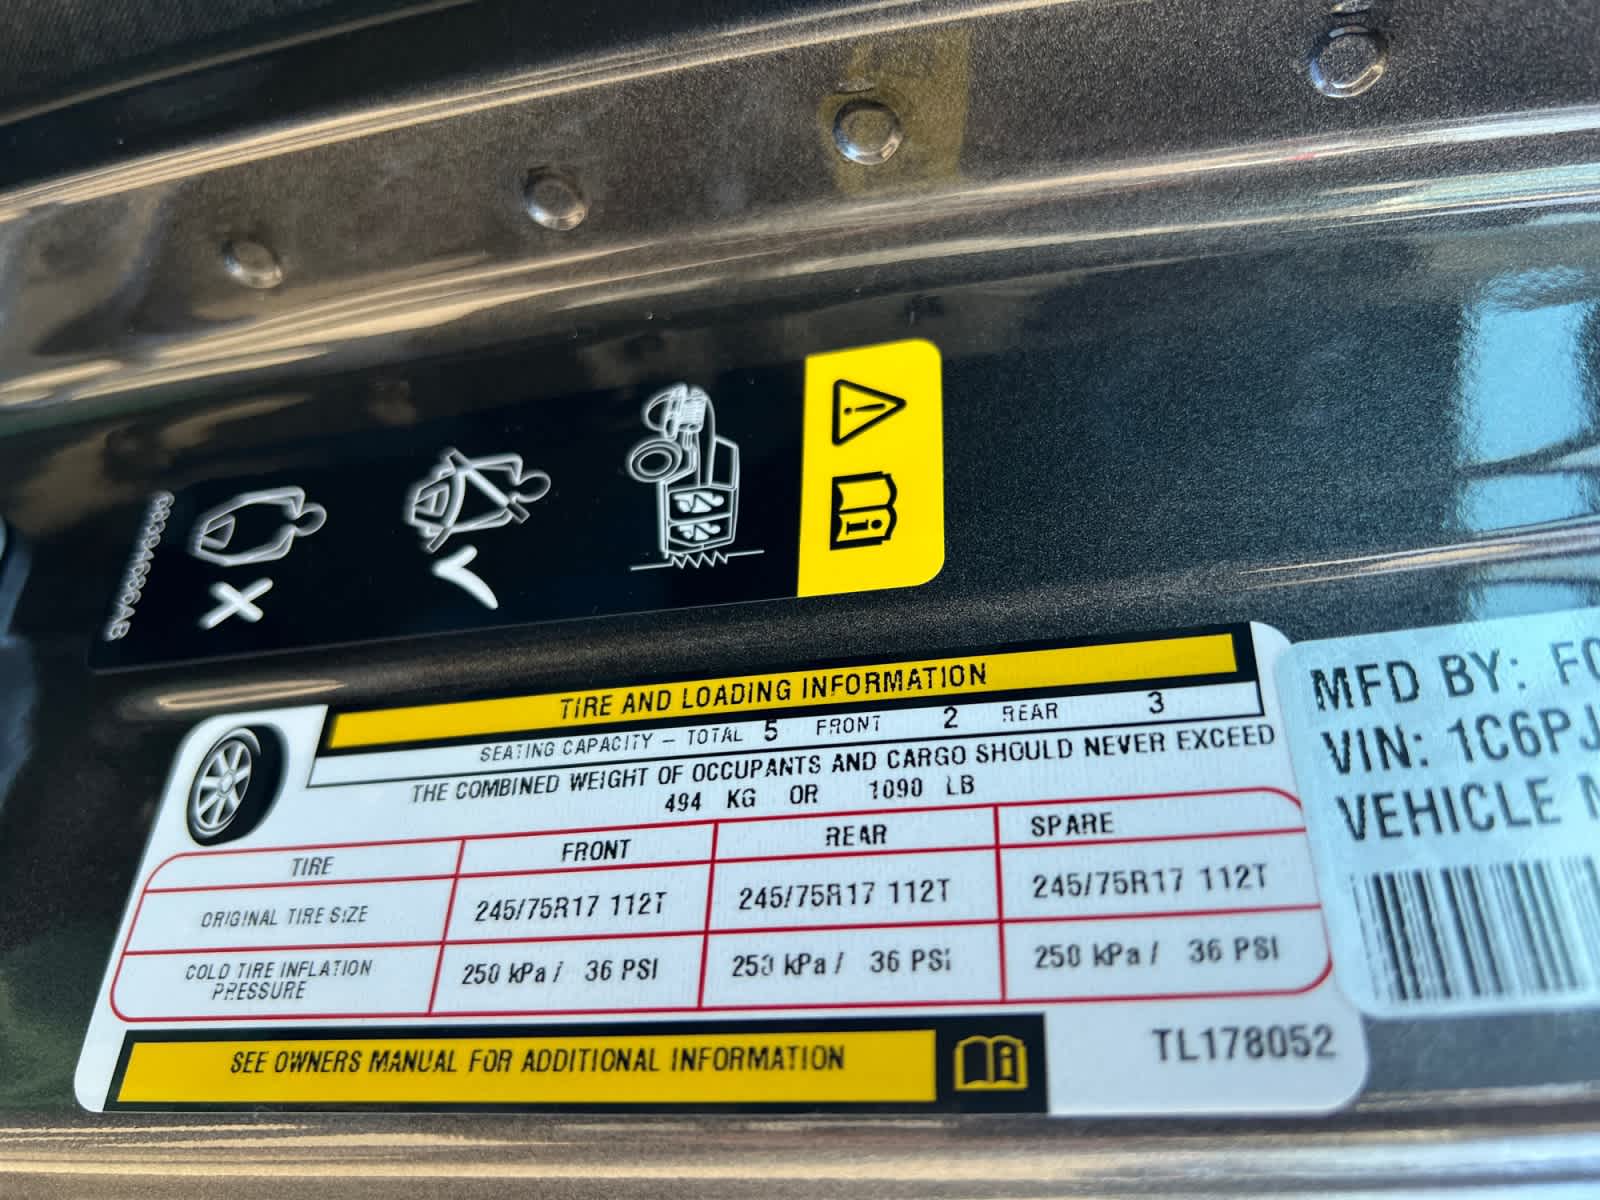 68394686AB
TIRE AND LOADING INFORMATION
SEATING CAPACITY – TOTAL 5 FRONT 2 REAR 3
THE COMBINED WEIGHT OF OCCUPANTS AND CARGO SHOULD NEVER EXCEED
494 KG OR 1090 LB
TIRE FRONT REAR SPARE
ORIGINAL TIRE SIZE 245/75R17 112T 245/75R17 112T 245/75R17 112T
COLD TIRE INFLATION
PRESSURE 250 kPa / 36 PSI 250 kPa / 36 PSI 250 kPa / 36 PSI
SEE OWNERS MANUAL FOR ADDITIONAL INFORMATION
TL178052
MFD BY:
VIN: 1C6PJ
VEHICLE